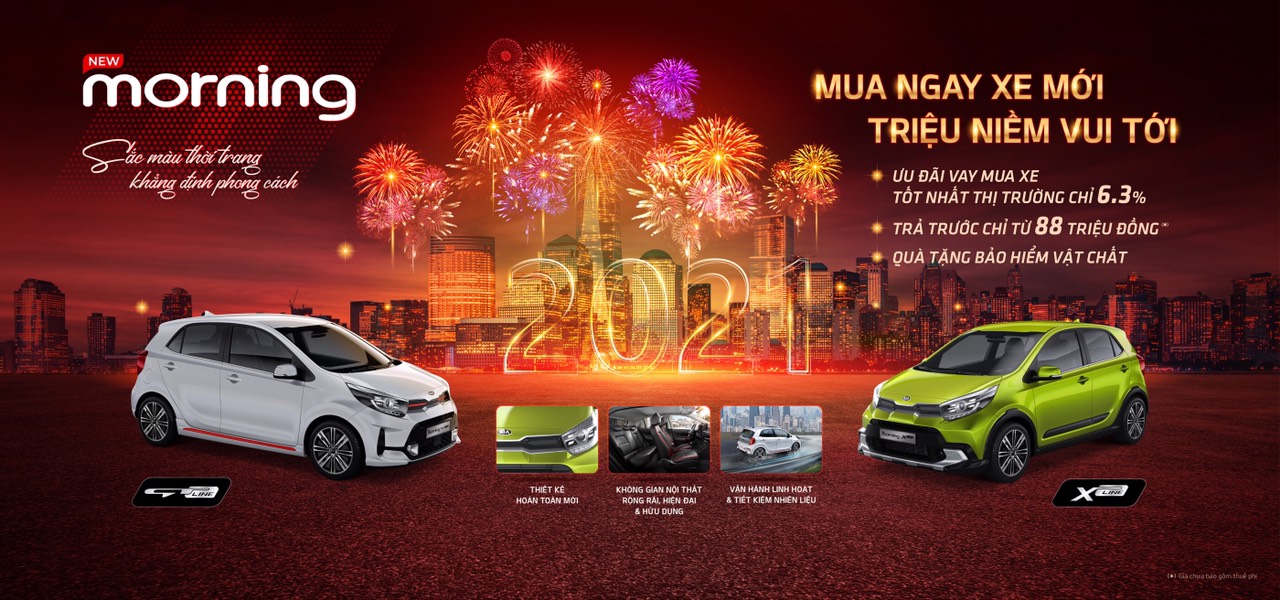 NEW
morning
Sắc màu thời trang
khẳng định phong cách
MUA NGAY XE MỚI
TRIỆU NIỀM VUI TỚI
ƯU ĐÃI VAY MUA XE
TỐT NHẤT THỊ TRƯỜNG CHỈ 6.3%
TRẢ TRƯỚC CHỈ TỪ 88 TRIỆU ĐỒNG(*)
QUÀ TẶNG BẢO HIỂM VẬT CHẤT
2021
GT LINE
X LINE
THIẾT KẾ
HOÀN TOÀN MỚI
KHÔNG GIAN NỘI THẤT
RỘNG RÃI, HIỆN ĐẠI
& HỮU DỤNG
VẬN HÀNH LINH HOẠT
& TIẾT KIỆM NHIÊN LIỆU
(*) Giá chưa bao gồm thuế phí